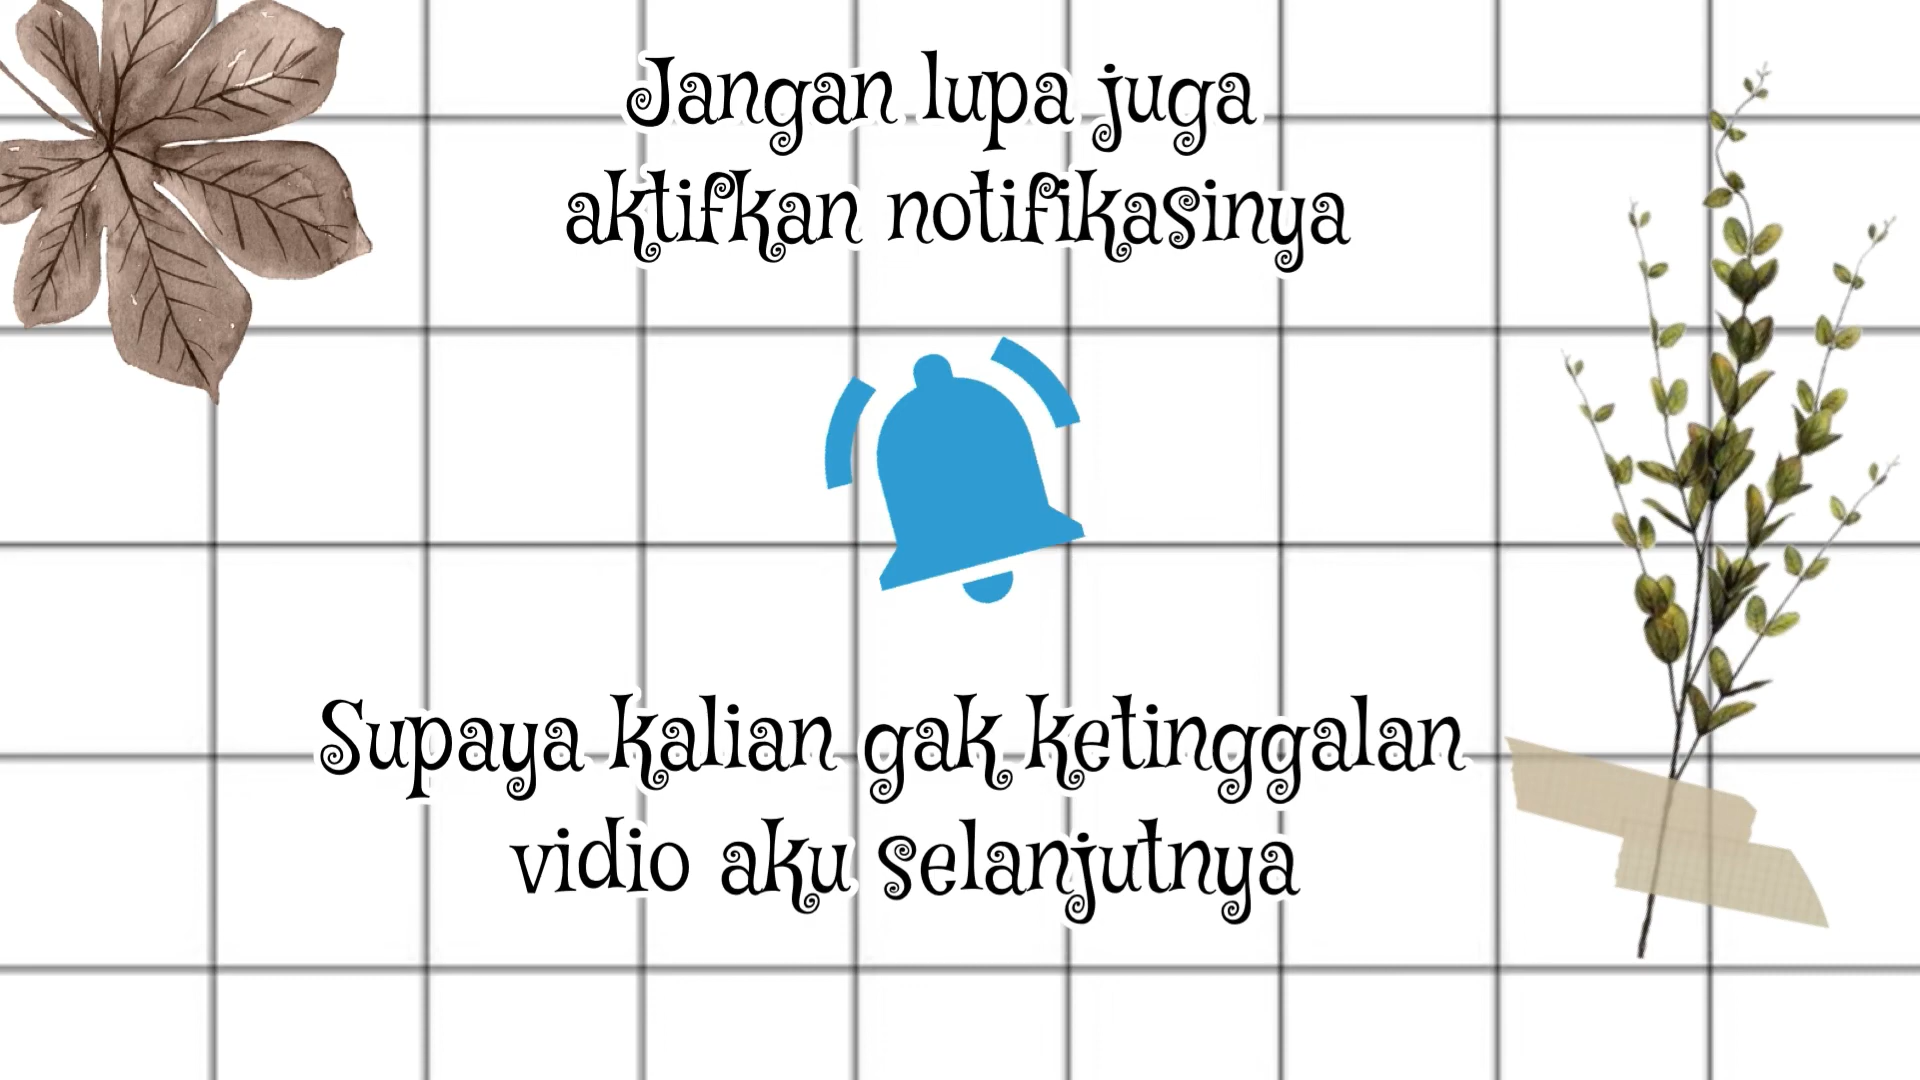 Jangan lupa juga
aktifkan notifikasinya
Supaya kalian gak ketinggalan
vidio aku selanjutnya